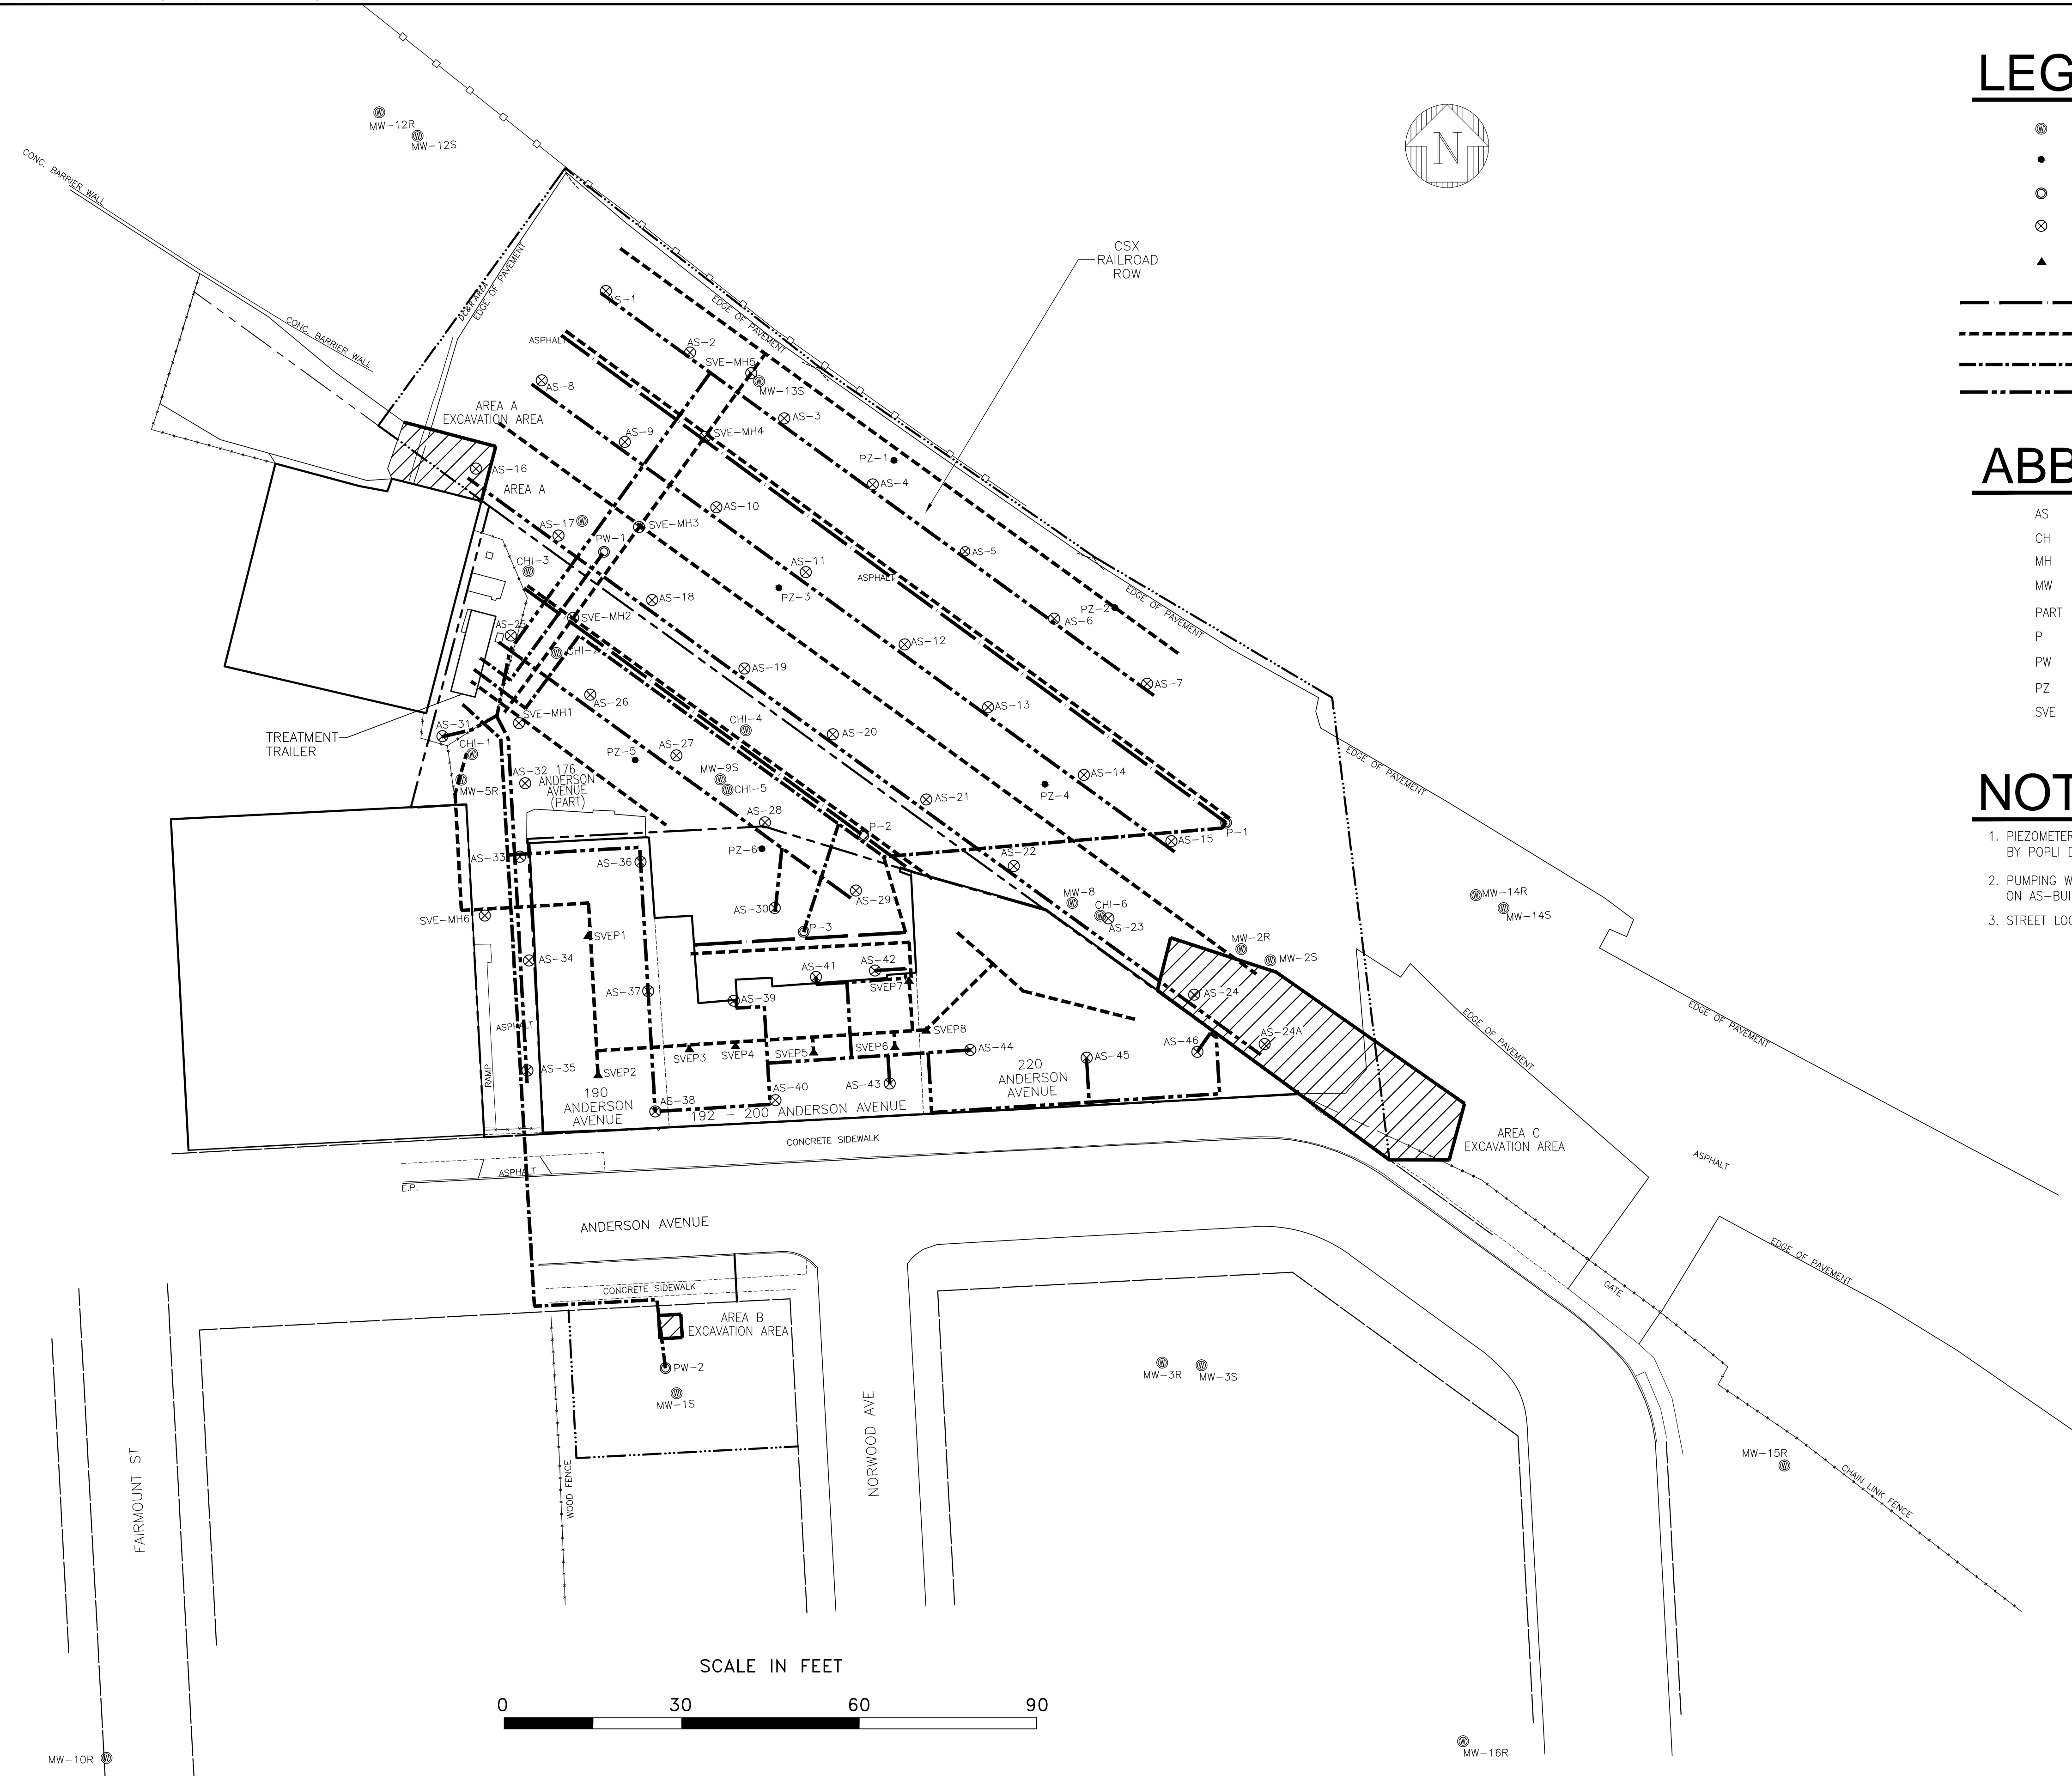 LEG
MW-12R
MW-12S
CONC. BARRIER WALL
CONC. BARRIER WALL
N
CSX
RAILROAD
ROW
DC&R AREA
EDGE OF PAVEMENT
EDGE OF PAVEMENT
AS-1
ASPHALT
AS-2
SVE-MH5
MW-13S
AS-8
AS-3
AREA A
EXCAVATION AREA
AS-9
SVE-MH4
PZ-1
AS-4
AS-16
AREA A
AS-10
AS-17
SVE-MH3
PW-1
AS-5
CHI-3
AS-11
ASPHALT
PZ-3
EDGE OF PAVEMENT
PZ-2
AS-6
AS-18
SVE-MH2
AS-25
CHI-2
AS-12
AS-19
AS-7
AS-26
AS-13
SVE-MH1
CHI-4
AS-31
TREATMENT
TRAILER
CHI-1
AS-20
PZ-5
AS-27
MW-9S
CHI-5
AS-14
PZ-4
EDGE OF PAVEMENT
AS-32
176
ANDERSON
AVENUE
(PART)
MW-5R
AS-21
AS-28
P-2
P-1
AS-15
PZ-6
AS-33
AS-36
AS-22
AS-29
AS-30
MW-8
CHI-6
AS-23
MW-14R
MW-14S
SVE-MH6
SVEP1
P-3
MW-2R
MW-2S
AS-34
AS-41
AS-42
SVEP7
AS-37
AS-39
AS-24
ASPHALT
SVEP8
AS-24A
EDGE OF PAVEMENT
EDGE OF PAVEMENT
SVEP3
SVEP4
SVEP5
SVEP6
AS-44
AS-45
AS-46
RAMP
AS-35
SVEP2
190
ANDERSON
AVENUE
AS-38
AS-40
AS-43
220
ANDERSON
AVENUE
192 - 200 ANDERSON AVENUE
CONCRETE SIDEWALK
AREA C
EXCAVATION AREA
ASPHALT
ASPHALT
E.P.
ANDERSON AVENUE
EDGE OF PAVEMENT
CONCRETE SIDEWALK
GATE
AREA B
EXCAVATION AREA
PW-2
MW-1S
MW-3R
MW-3S
FAIRMOUNT ST
WOOD FENCE
NORWOOD AVE
MW-15R
CHAIN LINK FENCE
SCALE IN FEET
0 30 60 90
MW-10R
MW-16R
ABB
AS
CH
MH
MW
PART
P
PW
PZ
SVE
NOT
1. PIEZOMETER
BY POPLI D
2. PUMPING W
ON AS-BUI
3. STREET LOC